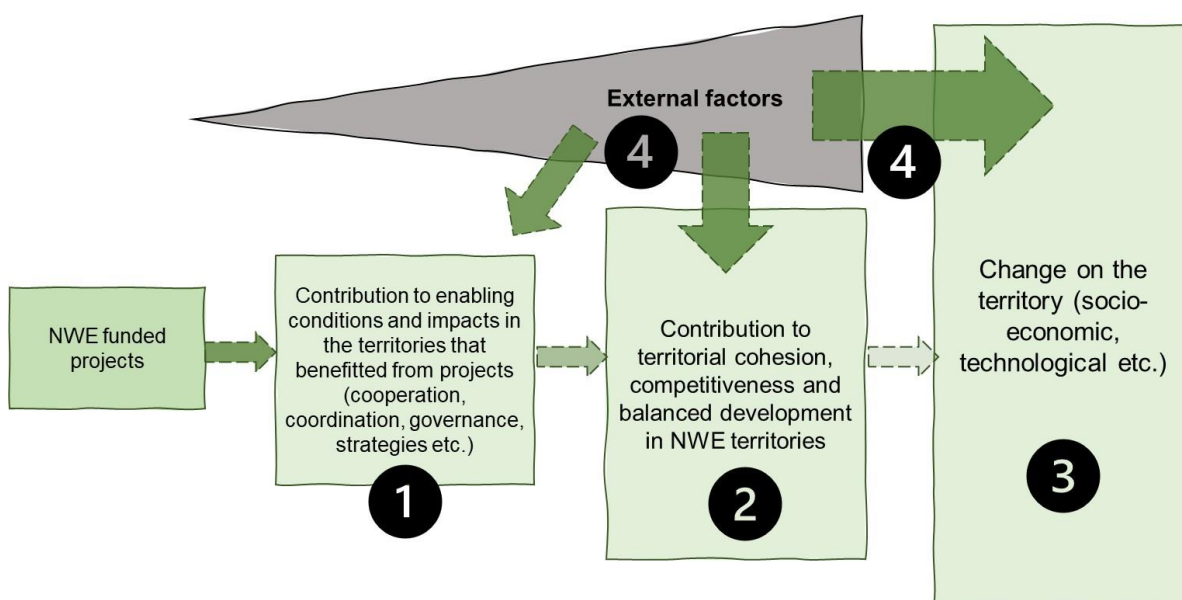 External factors
4
4
NWE funded
projects
Contribution to enabling
conditions and impacts in
the territories that
benefitted from projects
(cooperation,
coordination, governance,
strategies etc.)
1
Contribution to
territorial cohesion,
competitiveness and
balanced development
in NWE territories
2
Change on the
territory (socio-
economic,
technological etc.)
3